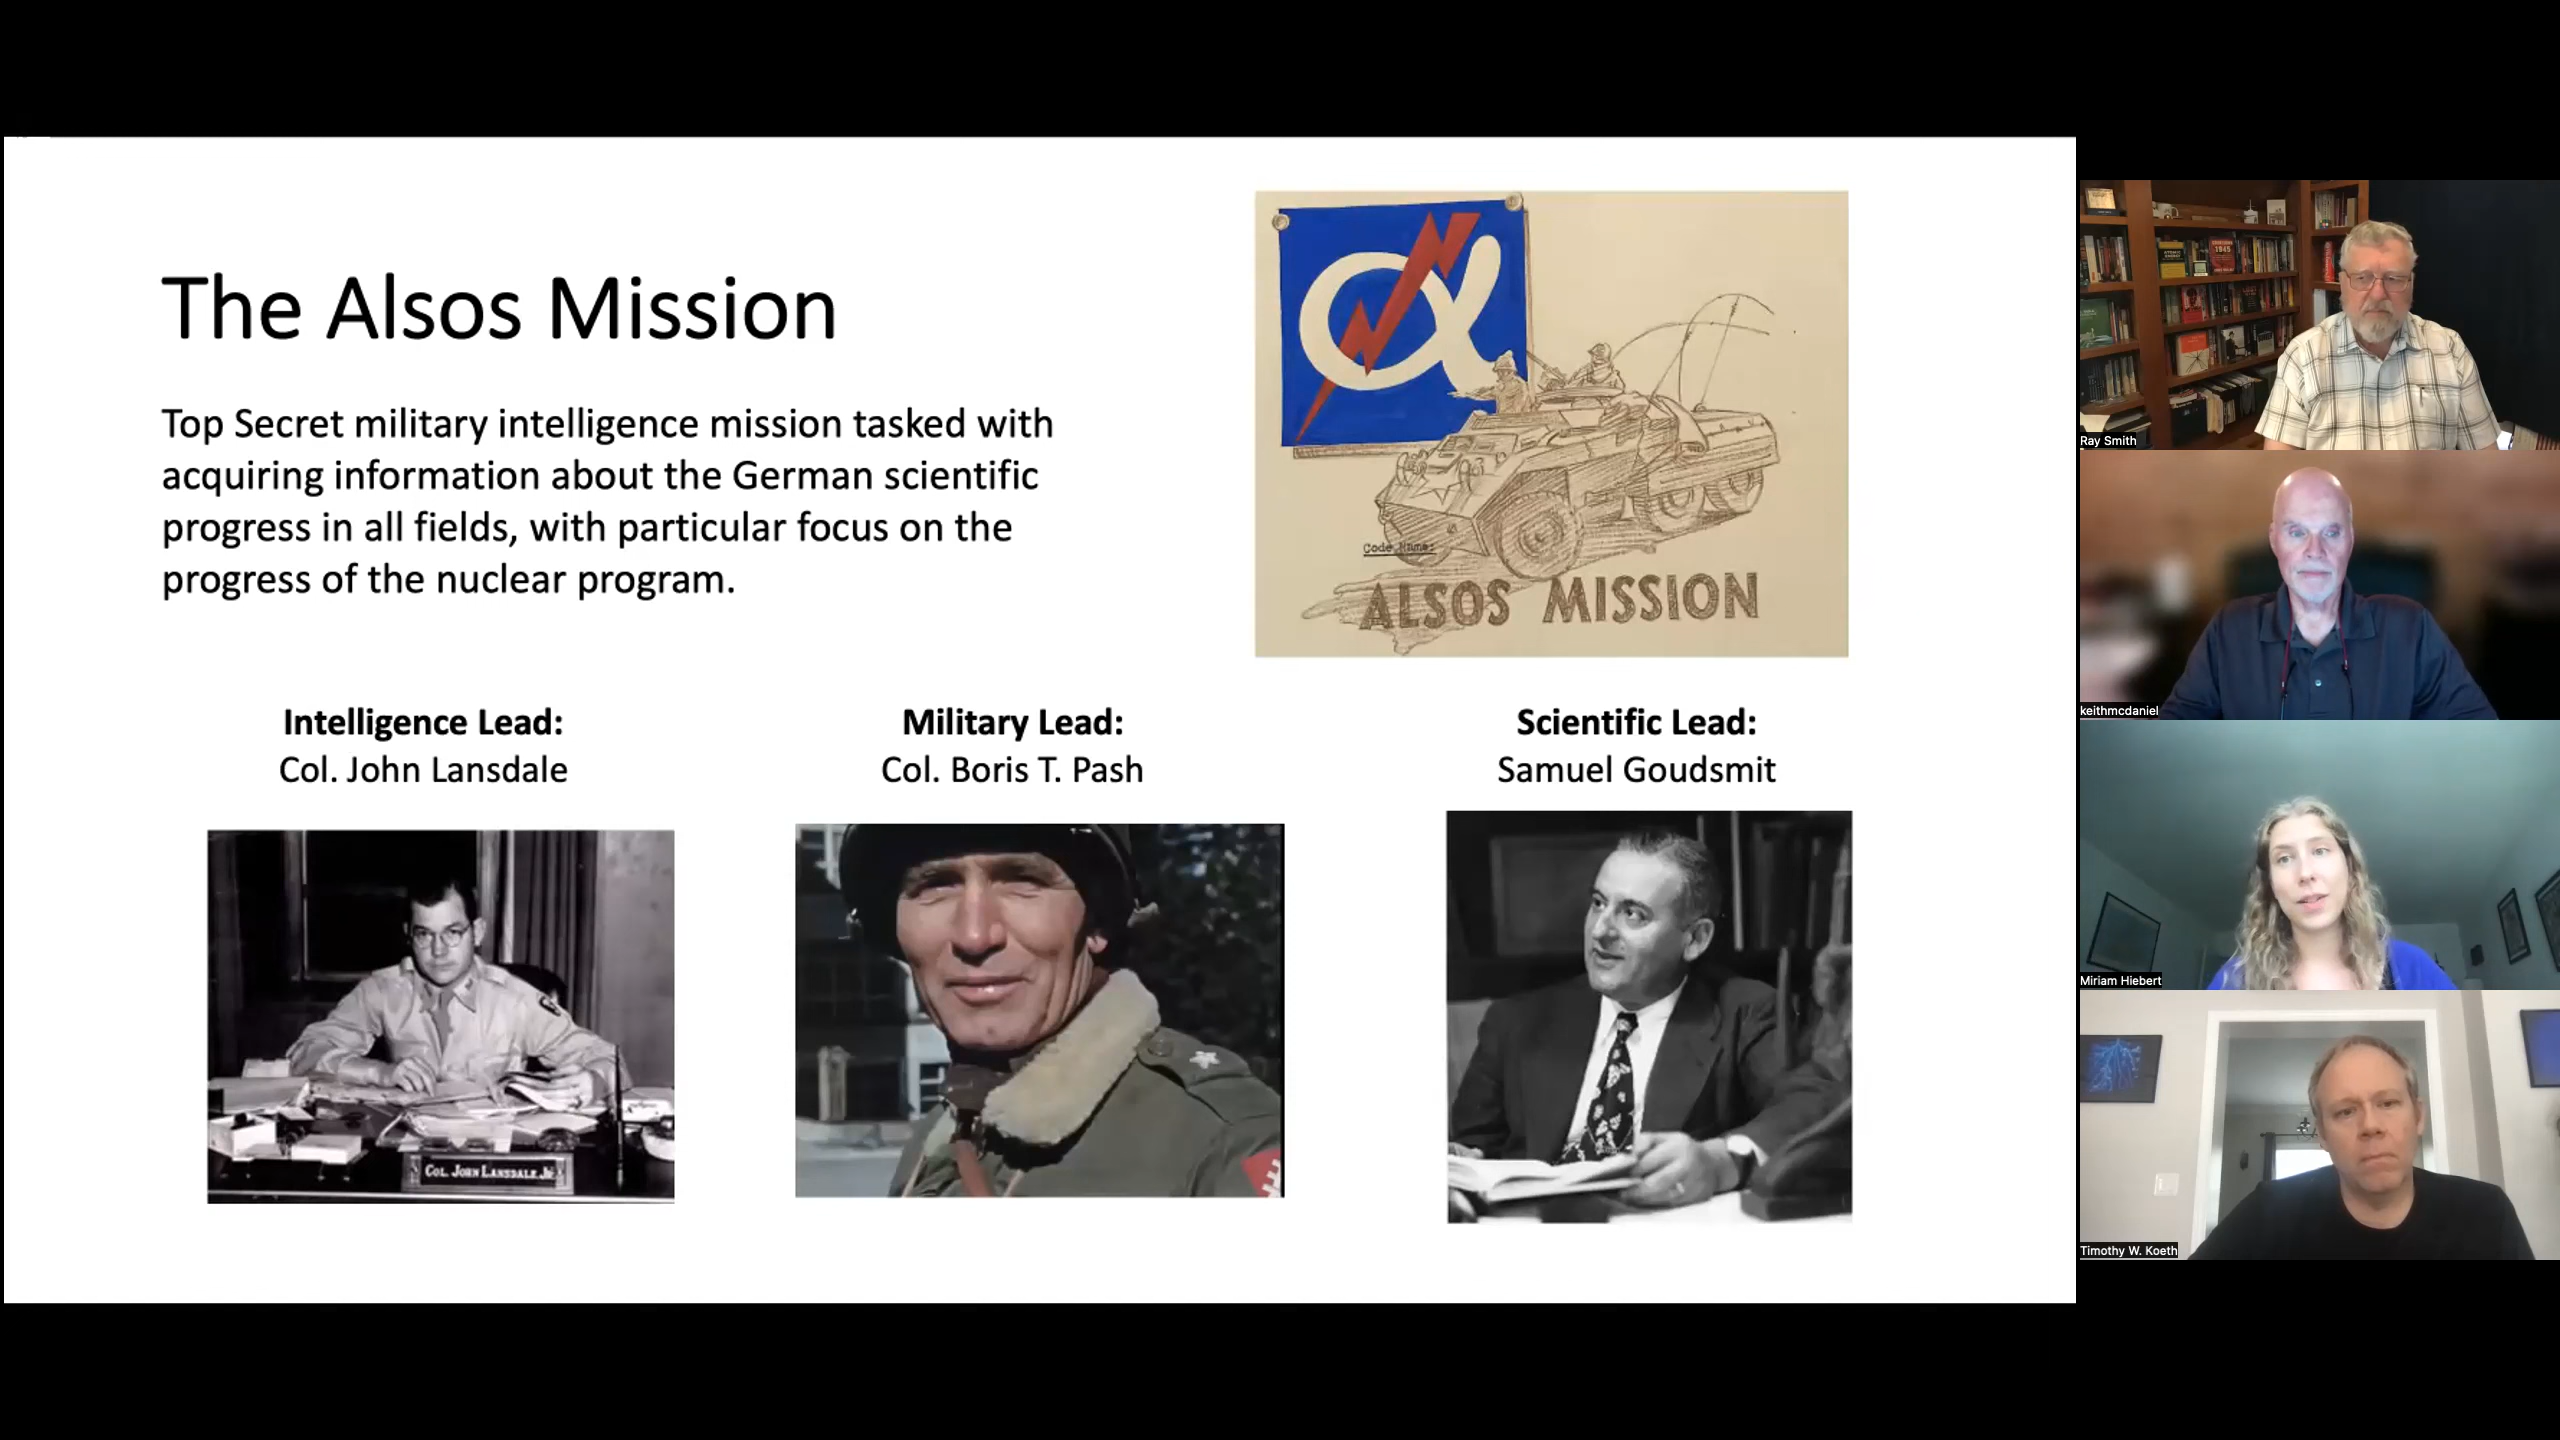 The Alsos Mission
Top Secret military intelligence mission tasked with
acquiring information about the German scientific
progress in all fields, with particular focus on the
progress of the nuclear program.
Code Name:
ALSOS MISSION
Intelligence Lead:
Col. John Lansdale
Military Lead:
Col. Boris T. Pash
Scientific Lead:
Samuel Goudsmit
COL. JOHN LANSDALE JR.
Ray Smith
keithmcdaniel
Miriam Hiebert
Timothy W. Koeth
1945